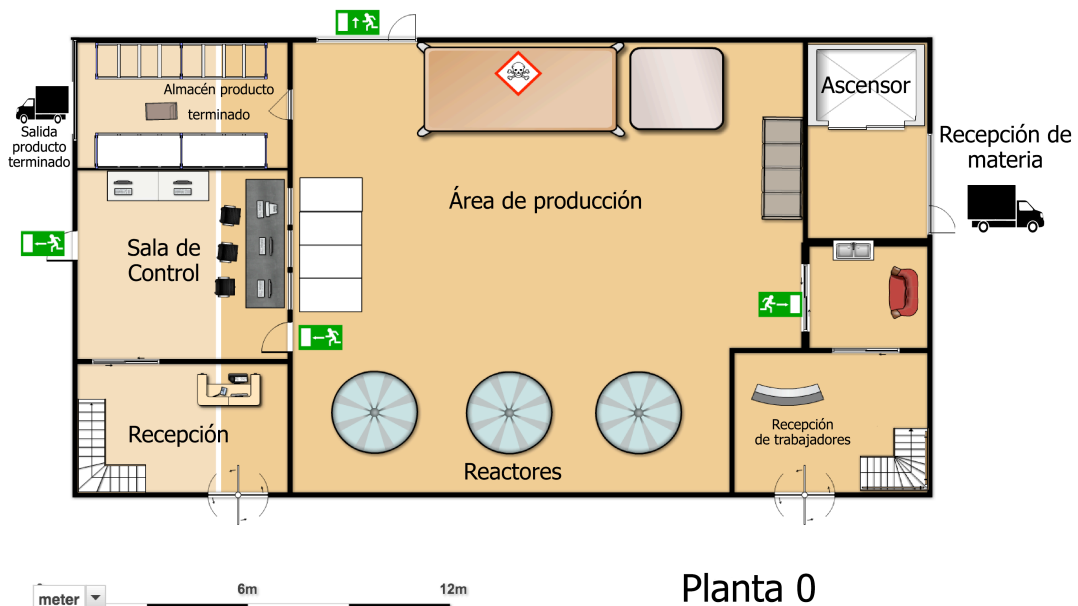 Almacén producto
terminado
Salida
producto
terminado
Ascensor
Recepción de
materia
Área de producción
Sala de
Control
Recepción
Recepción
de trabajadores
Reactores
Planta 0
6m
12m
meter